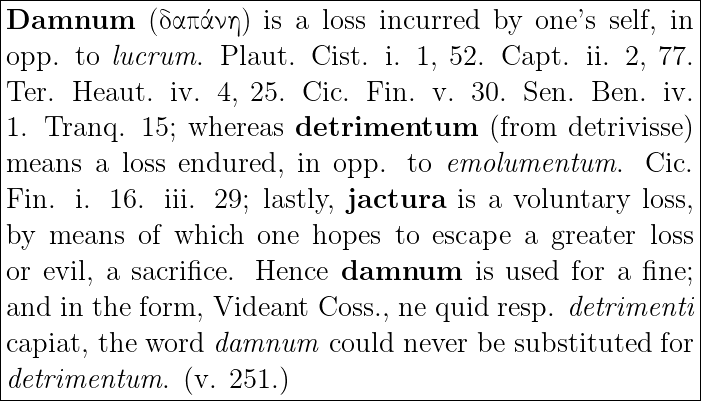 Damnum (δαπάνη) is a loss incurred by one's self, in
opp. to lucrum. Plaut. Cist. i. 1, 52. Capt. ii. 2, 77.
Ter. Heaut. iv. 4, 25. Cic. Fin. v. 30. Sen. Ben. iv.
1. Tranq. 15; whereas detrimentum (from detrivisse)
means a loss endured, in opp. to emolumentum. Cic.
Fin. i. 16. iii. 29; lastly, jactura is a voluntary loss,
by means of which one hopes to escape a greater loss
or evil, a sacrifice. Hence damnum is used for a fine;
and in the form, Videant Coss., ne quid resp. detrimenti
capiat, the word damnum could never be substituted for
detrimentum. (v. 251.)